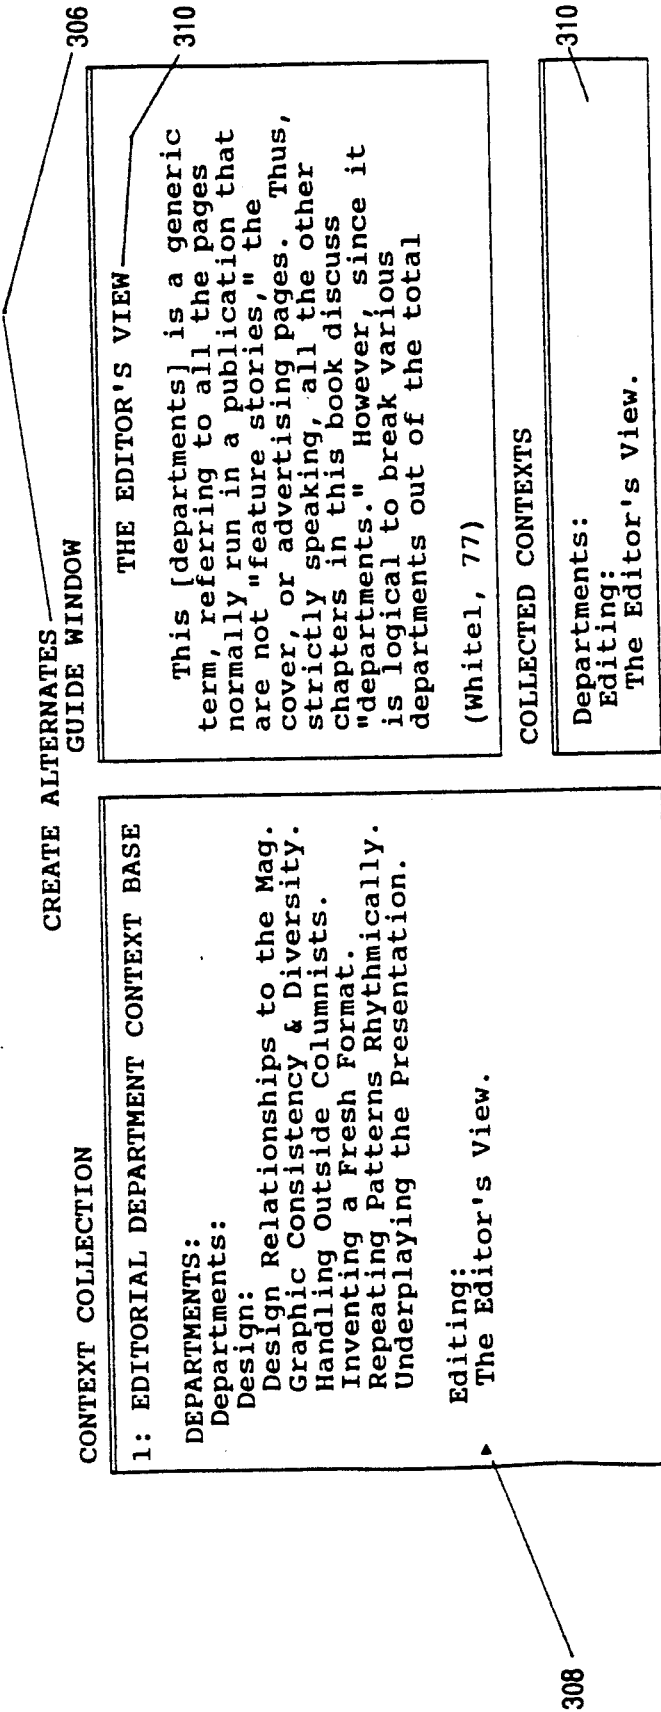 CREATE ALTERNATES
306
CONTEXT COLLECTION
1: EDITORIAL DEPARTMENT CONTEXT BASE
DEPARTMENTS:
Departments:
Design:
Design Relationships to the Mag.
Graphic Consistency & Diversity.
Handling Outside Columnists.
Inventing a Fresh Format.
Repeating Patterns Rhythmically.
Underplaying the Presentation.
Editing:
The Editor's View.
308
GUIDE WINDOW
THE EDITOR'S VIEW
310
This [departments] is a generic
term, referring to all the pages
normally run in a publication that
are not "feature stories," the
cover, or advertising pages. Thus,
strictly speaking, all the other
chapters in this book discuss
"departments." However, since it
is logical to break various
departments out of the total
(Whitel, 77)
COLLECTED CONTEXTS
310
Departments:
Editing:
The Editor's View.